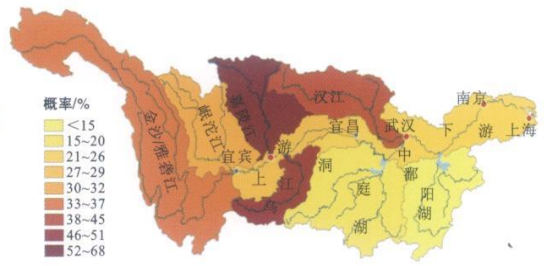 概率/%
<15
15~20
21~26
27~29
30~32
33~37
38~45
46~51
52~68
金沙江雅砻江
岷沱江
嘉陵江
汉江
宜宾
上
游
乌
江
宜昌
洞
庭
湖
武汉
中
鄱
阳
湖
下
游
南京
上海